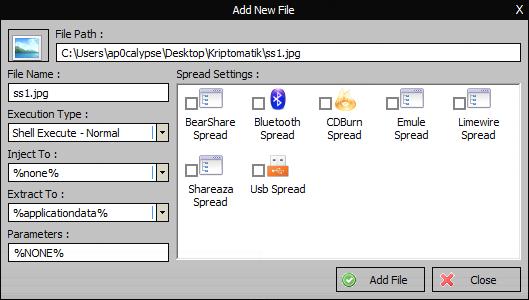 Add New File
X
File Path :
C:\Users\ap0calypse\Desktop\Kriptomatik\ss1.jpg
File Name :
ss1.jpg
Execution Type :
Shell Execute - Normal
Inject To :
%none%
Extract To :
%applicationdata%
Parameters :
%NONE%
Spread Settings :
BearShare
Spread
Bluetooth
Spread
CDBurn
Spread
Emule
Spread
Limewire
Spread
Shareaza
Spread
Usb Spread
Add File
Close